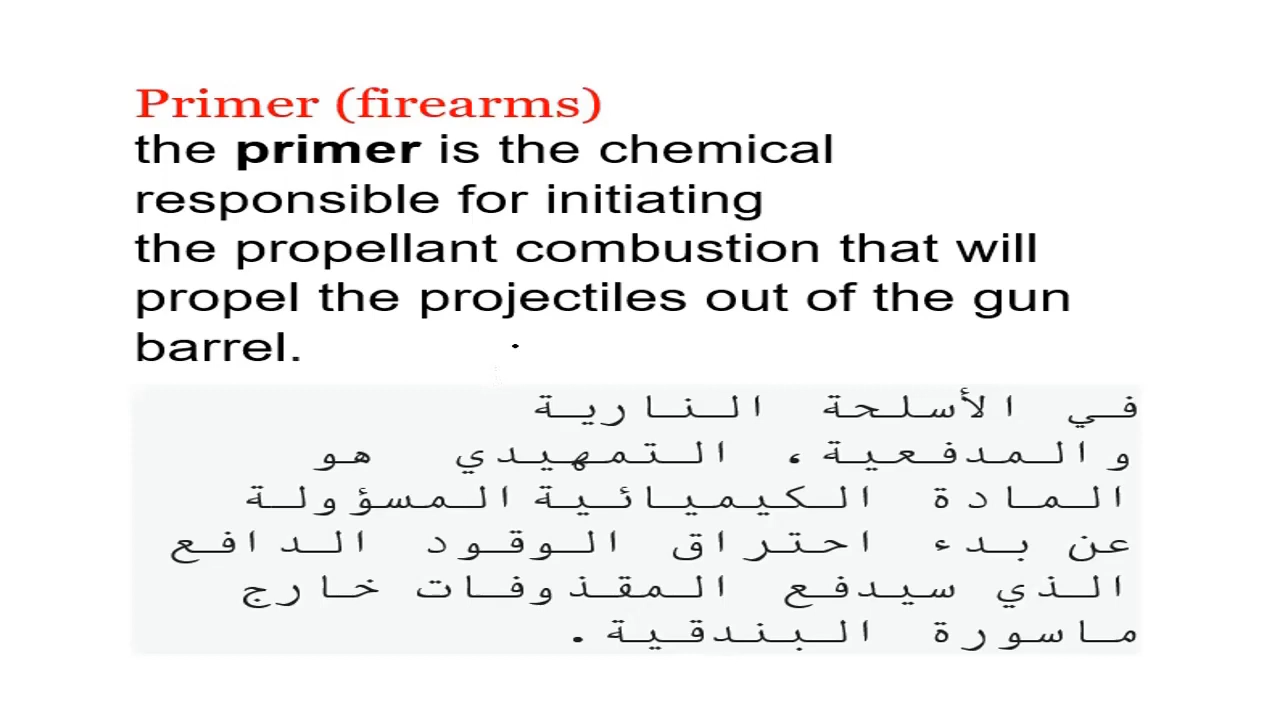 Primer (firearms)
the primer is the chemical
responsible for initiating
the propellant combustion that will
propel the projectiles out of the gun
barrel.
في الأسلحة النارية
والمدفعية، التمهيدي هو
المادة الكيميائية المسؤولة
عن بدء احتراق الوقود الدافع
الذي سيدفع المقذوفات خارج
ماسورة البندقية.